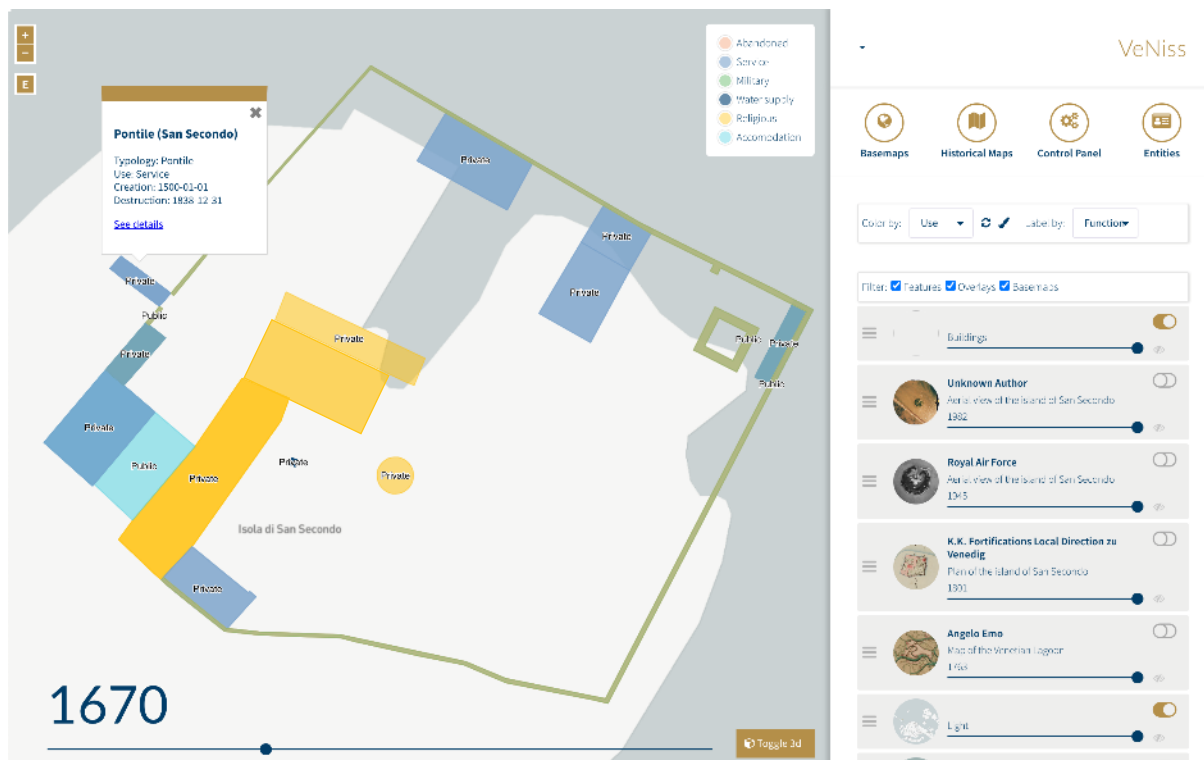 +
−
E
Pontile (San Secondo)
Typology: Pontile
Use: Service
Creation: 1500-01-01
Destruction: 1838-12-31
See details
Abandoned
Service
Military
Water supply
Religious
Accomodation
Private
Private
Private
Private
Public
Private
Private
Public
Private
Public
Private
Public
Private
Private
Private
Private
Isola di San Secondo
1670
Toggle 3d
VeNiss
Basemaps
Historical Maps
Control Panel
Entities
Color by:
Use
Label by:
Function
Filter:
Features
Overlays
Basemaps
Buildings
Unknown Author
Aerial view of the island of San Secondo
1982
Royal Air Force
Aerial view of the island of San Secondo
1945
K.K. Fortifications Local Direction zu
Venedig
Plan of the island of San Secondo
Angelo Emo
Map of the Venetian Lagoon
1763
Light